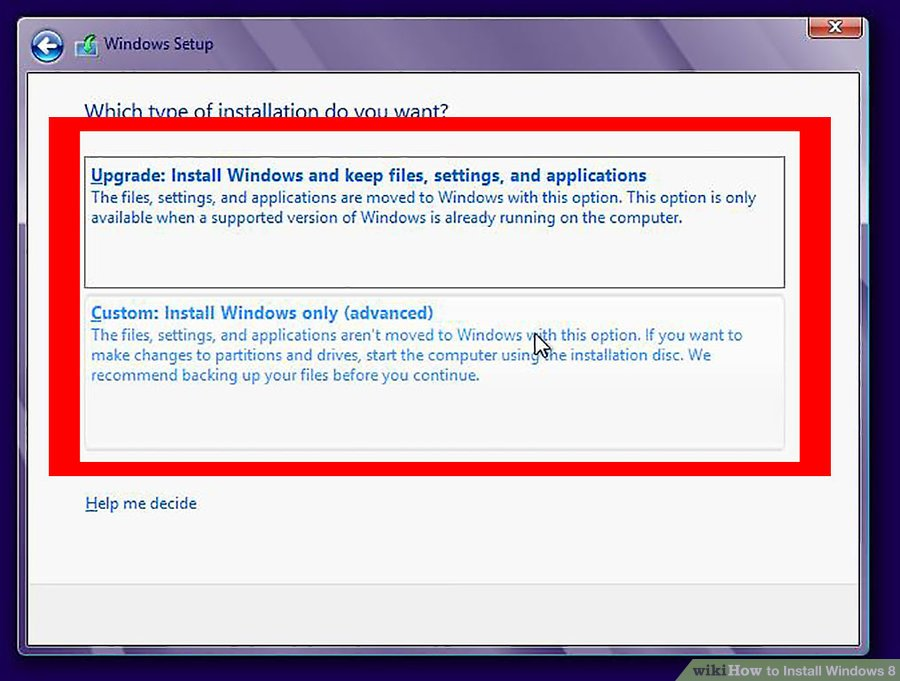 Windows Setup
Which type of installation do you want?
Upgrade: Install Windows and keep files, settings, and applications
The files, settings, and applications are moved to Windows with this option. This option is only
available when a supported version of Windows is already running on the computer.
Custom: Install Windows only (advanced)
The files, settings, and applications aren't moved to Windows with this option. If you want to
make changes to partitions and drives, start the computer using the installation disc. We
recommend backing up your files before you continue.
Help me decide
wikiHow to Install Windows 8